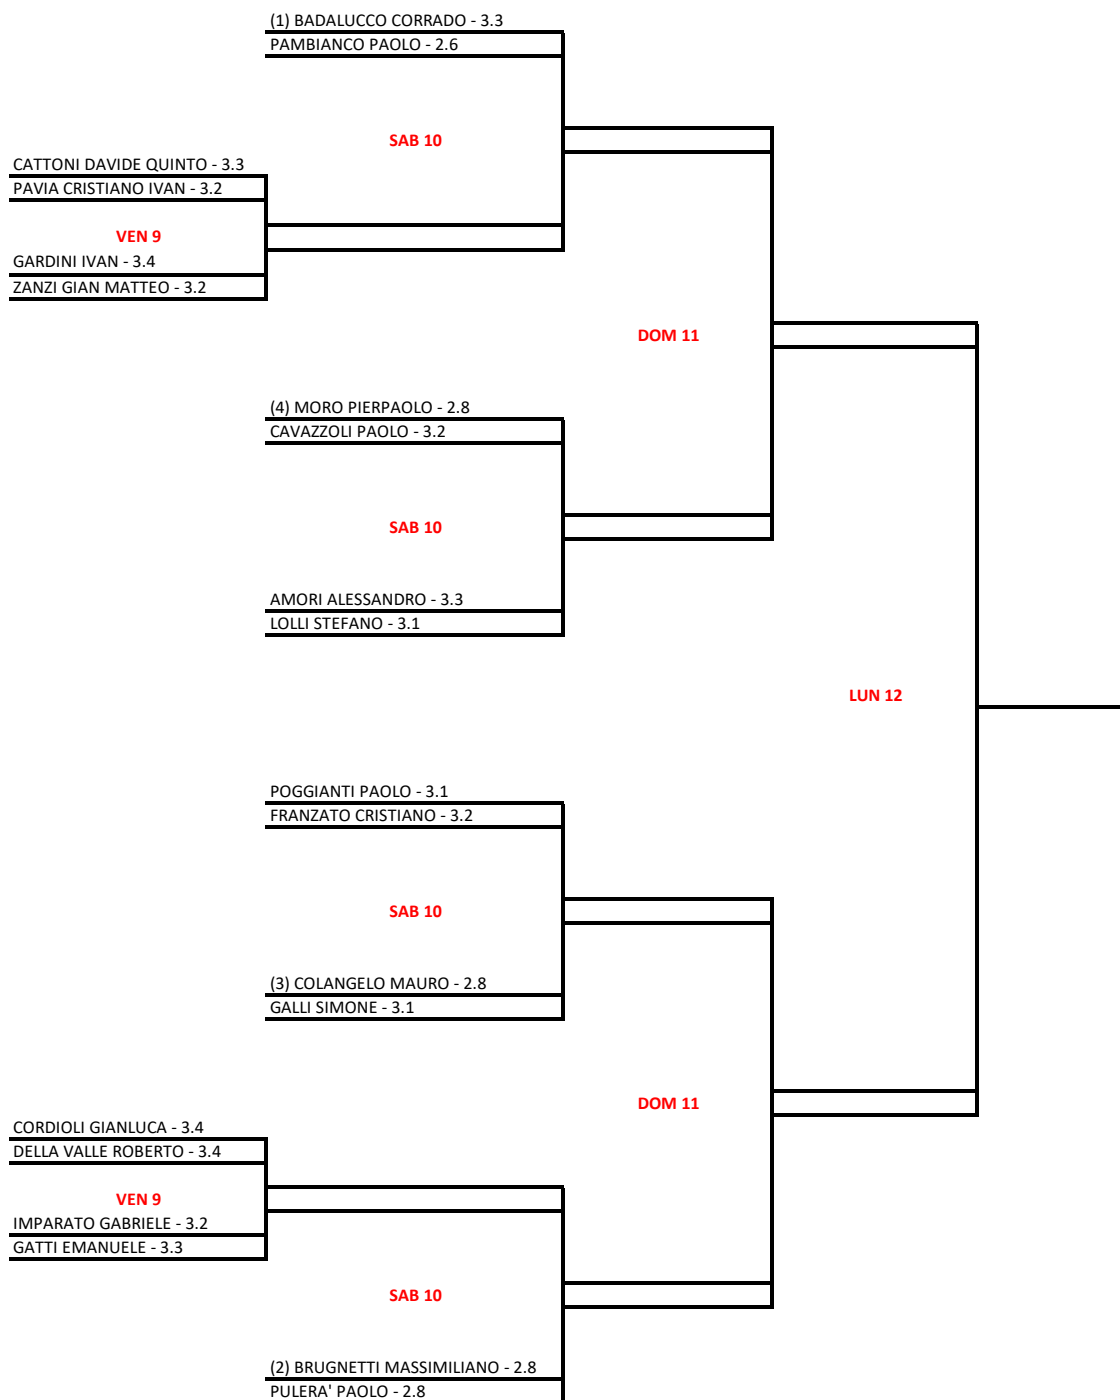 (1) BADALUCCO CORRADO - 3.3
PAMBIANCO PAOLO - 2.6
SAB 10
CATTONI DAVIDE QUINTO - 3.3
PAVIA CRISTIANO IVAN - 3.2
VEN 9
GARDINI IVAN - 3.4
ZANZI GIAN MATTEO - 3.2
DOM 11
(4) MORO PIERPAOLO - 2.8
CAVAZZOLI PAOLO - 3.2
SAB 10
AMORI ALESSANDRO - 3.3
LOLLI STEFANO - 3.1
LUN 12
POGGIANTI PAOLO - 3.1
FRANZATO CRISTIANO - 3.2
SAB 10
(3) COLANGELO MAURO - 2.8
GALLI SIMONE - 3.1
DOM 11
CORDIOLI GIANLUCA - 3.4
DELLA VALLE ROBERTO - 3.4
VEN 9
IMPARATO GABRIELE - 3.2
GATTI EMANUELE - 3.3
SAB 10
(2) BRUGNETTI MASSIMILIANO - 2.8
PULERA' PAOLO - 2.8